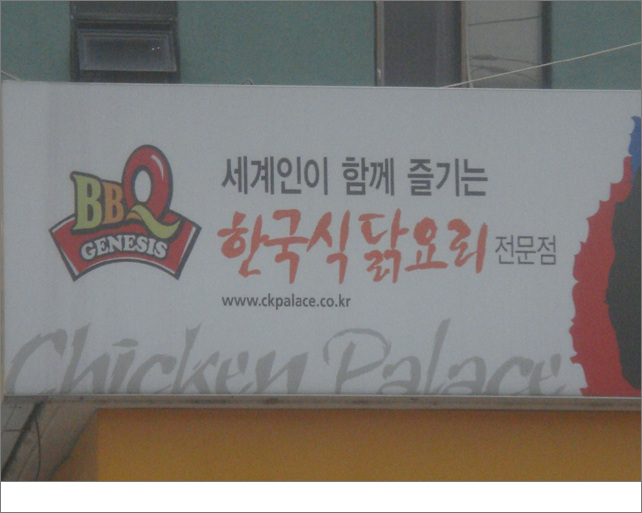 BBQ
GENESIS
세계인이 함께 즐기는
한국식 닭요리 전문점
www.ckpalace.co.kr
Chicken Palace